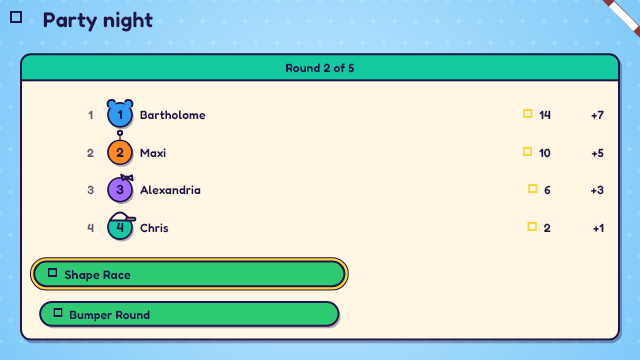 Party night
Round 2 of 5
1 1 Bartholome 14 +7
2 2 Maxi 10 +5
3 3 Alexandria 6 +3
4 4 Chris 2 +1
Shape Race
Bumper Round